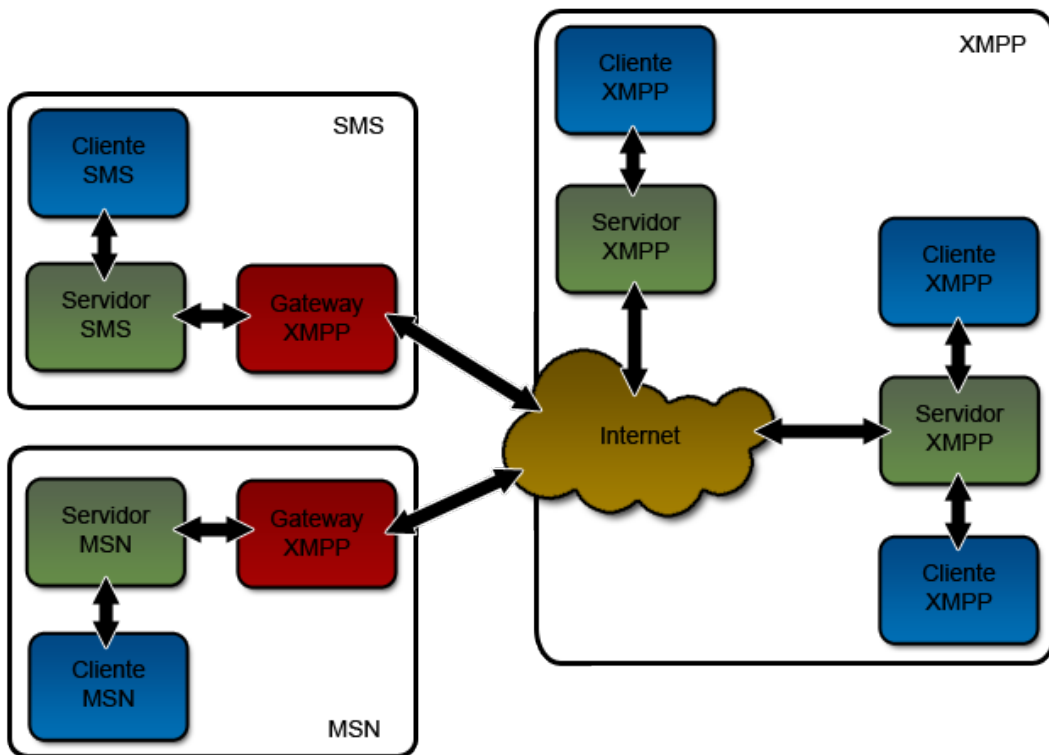 SMS
Cliente
SMS
Servidor
SMS
Gateway
XMPP
Servidor
MSN
Gateway
XMPP
Cliente
MSN
MSN
XMPP
Cliente
XMPP
Servidor
XMPP
Internet
Cliente
XMPP
Servidor
XMPP
Cliente
XMPP